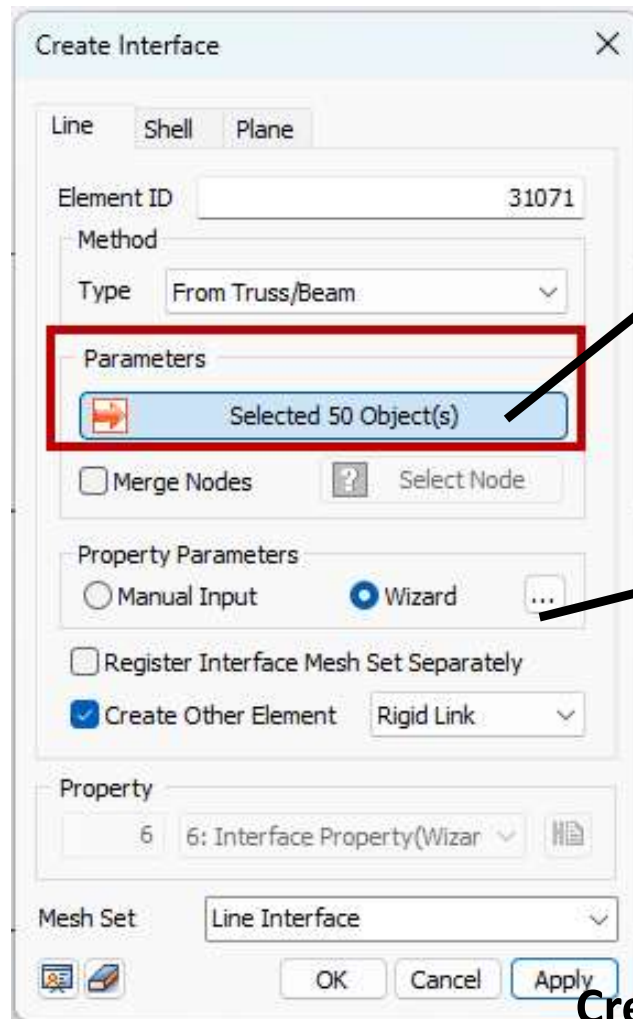 Create Interface
Line Shell Plane
Element ID 31071
Method
Type From Truss/Beam
Parameters
Selected 50 Object(s)
Merge Nodes ? Select Node
Property Parameters
Manual Input Wizard ...
Register Interface Mesh Set Separately
Create Other Element Rigid Link
Property
6 6: Interface Property(Wizar
Mesh Set Line Interface
OK Cancel Apply
Cre